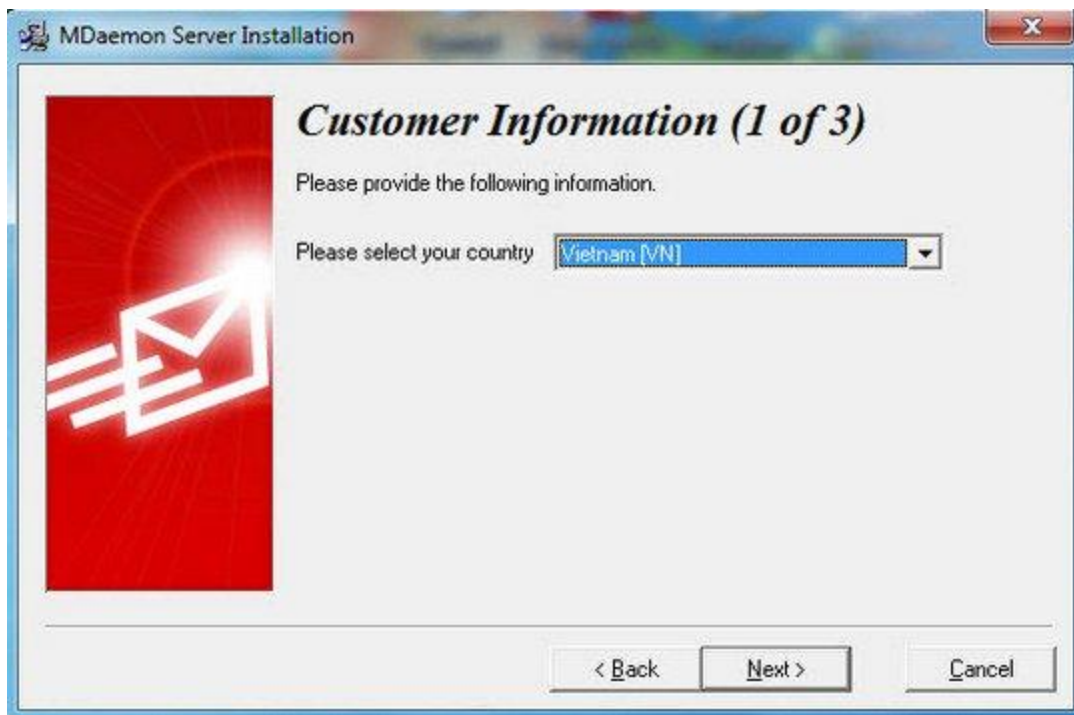 MDaemon Server Installation
Customer Information (1 of 3)
Please provide the following information.
Please select your country Vietnam [VN]
< Back Next > Cancel